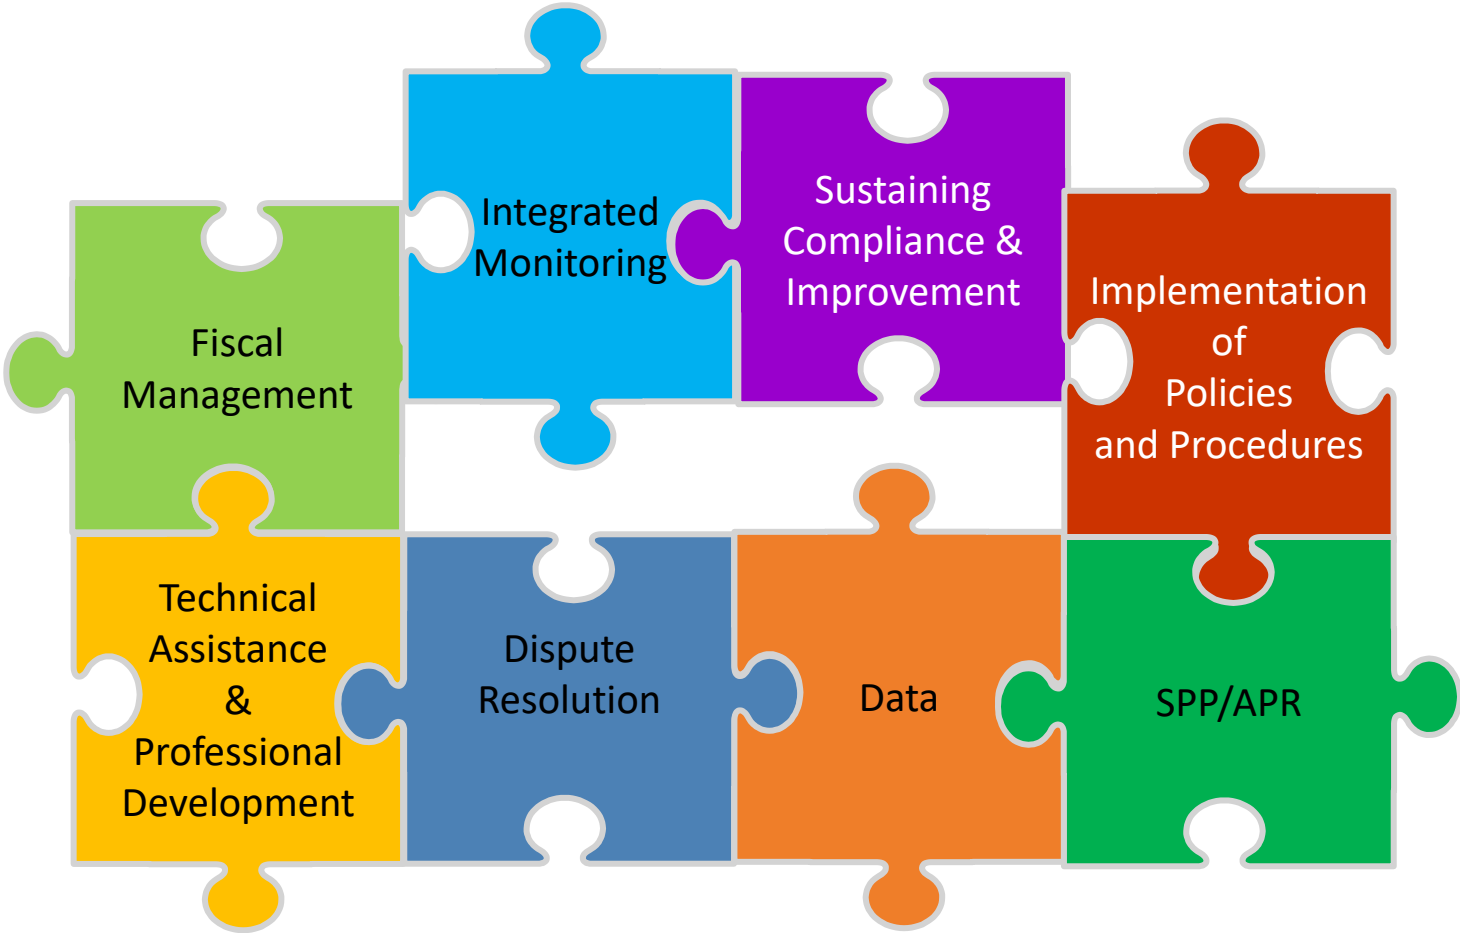 Integrated
Monitoring
Sustaining
Compliance &
Improvement
Implementation
of
Policies
and Procedures
Fiscal
Management
Technical
Assistance
&
Professional
Development
Dispute
Resolution
Data
SPP/APR